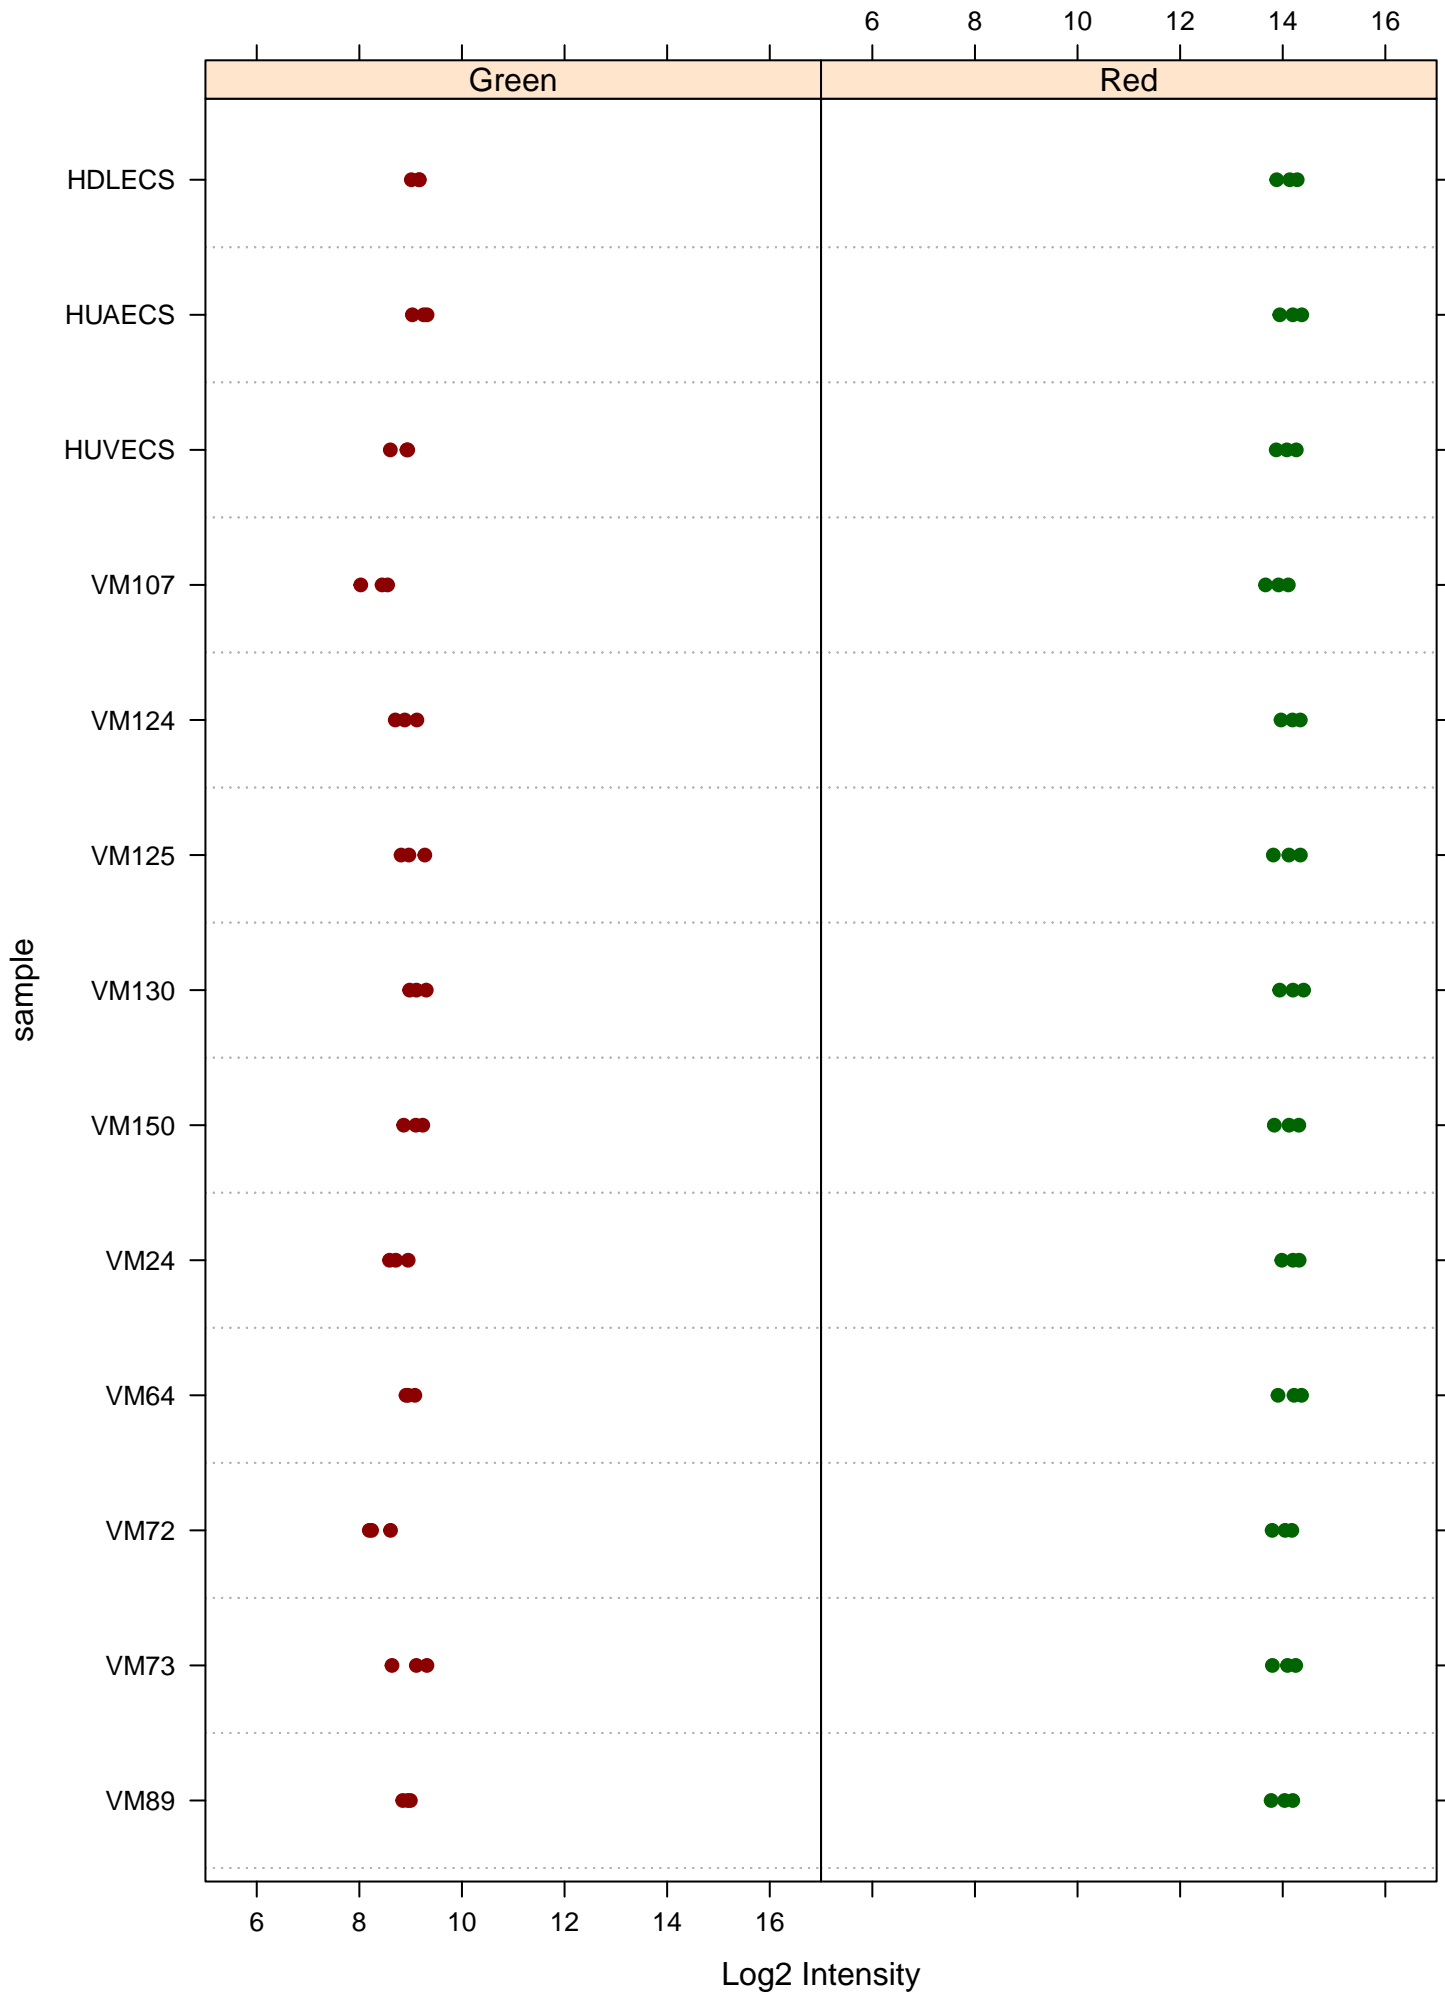 6 8 10 12 14 16
Green Red
HDLECS
HUAECS
HUVECS
VM107
VM124
VM125
VM130
VM150
VM24
VM64
VM72
VM73
VM89
sample
6 8 10 12 14 16
Log2 Intensity